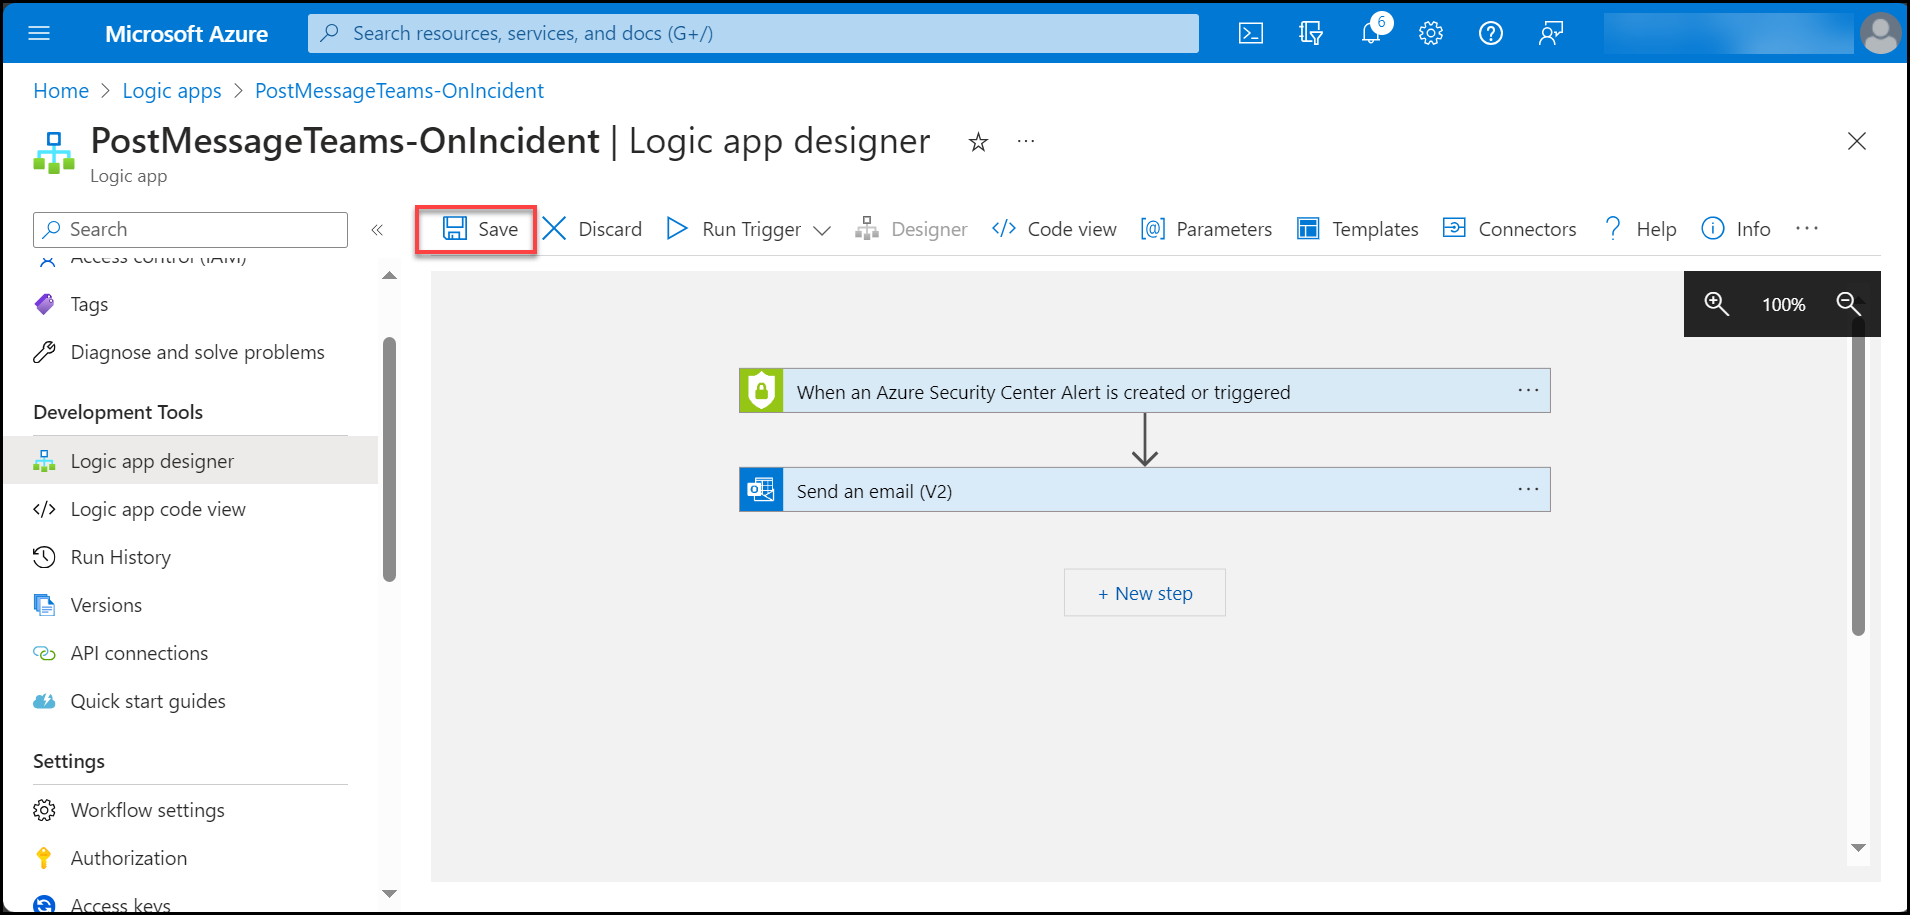 Microsoft Azure
Search resources, services, and docs (G+/)
6
Home > Logic apps > PostMessageTeams-OnIncident
PostMessageTeams-OnIncident | Logic app designer
Logic app
Search
Save
Discard
Run Trigger
Designer
Code view
Parameters
Templates
Connectors
Help
Info
Access control (IAM)
Tags
Diagnose and solve problems
Development Tools
Logic app designer
Logic app code view
Run History
Versions
API connections
Quick start guides
Settings
Workflow settings
Authorization
Access keys
100%
When an Azure Security Center Alert is created or triggered
Send an email (V2)
+ New step